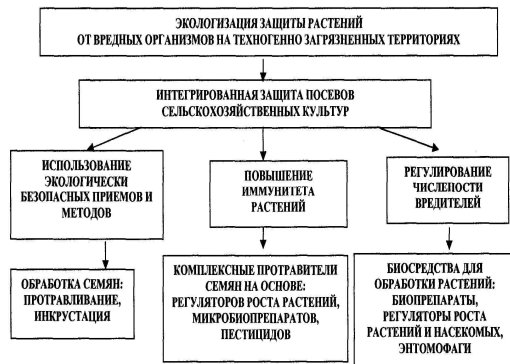 ЭКОЛОГИЗАЦИЯ ЗАЩИТЫ РАСТЕНИЙ
ОТ ВРЕДНЫХ ОРГАНИЗМОВ НА ТЕХНОГЕННО ЗАГРЯЗНЕННЫХ ТЕРРИТОРИЯХ
ИНТЕГРИРОВАННАЯ ЗАЩИТА ПОСЕВОВ
СЕЛЬСКОХОЗЯЙСТВЕННЫХ КУЛЬТУР
ИСПОЛЬЗОВАНИЕ
ЭКОЛОГИЧЕСКИ
БЕЗОПАСНЫХ ПРИЕМОВ И
МЕТОДОВ
ПОВЫШЕНИЕ
ИММУНИТЕТА
РАСТЕНИЙ
РЕГУЛИРОВАНИЕ
ЧИСЛЕНОСТИ
ВРЕДИТЕЛЕЙ
ОБРАБОТКА СЕМЯН:
ПРОТРАВЛИВАНИЕ,
ИНКРУСТАЦИЯ
КОМПЛЕКСНЫЕ ПРОТРАВИТЕЛИ
СЕМЯН НА ОСНОВЕ:
РЕГУЛЯТОРОВ РОСТА РАСТЕНИЙ,
МИКРОБИОПРЕПАРАТОВ,
ПЕСТИЦИДОВ
БИОСРЕДСТВА ДЛЯ
ОБРАБОТКИ РАСТЕНИЙ:
БИОПРЕПАРАТЫ,
РЕГУЛЯТОРЫ РОСТА
РАСТЕНИЙ И НАСЕКОМЫХ,
ЭНТОМОФАГИ